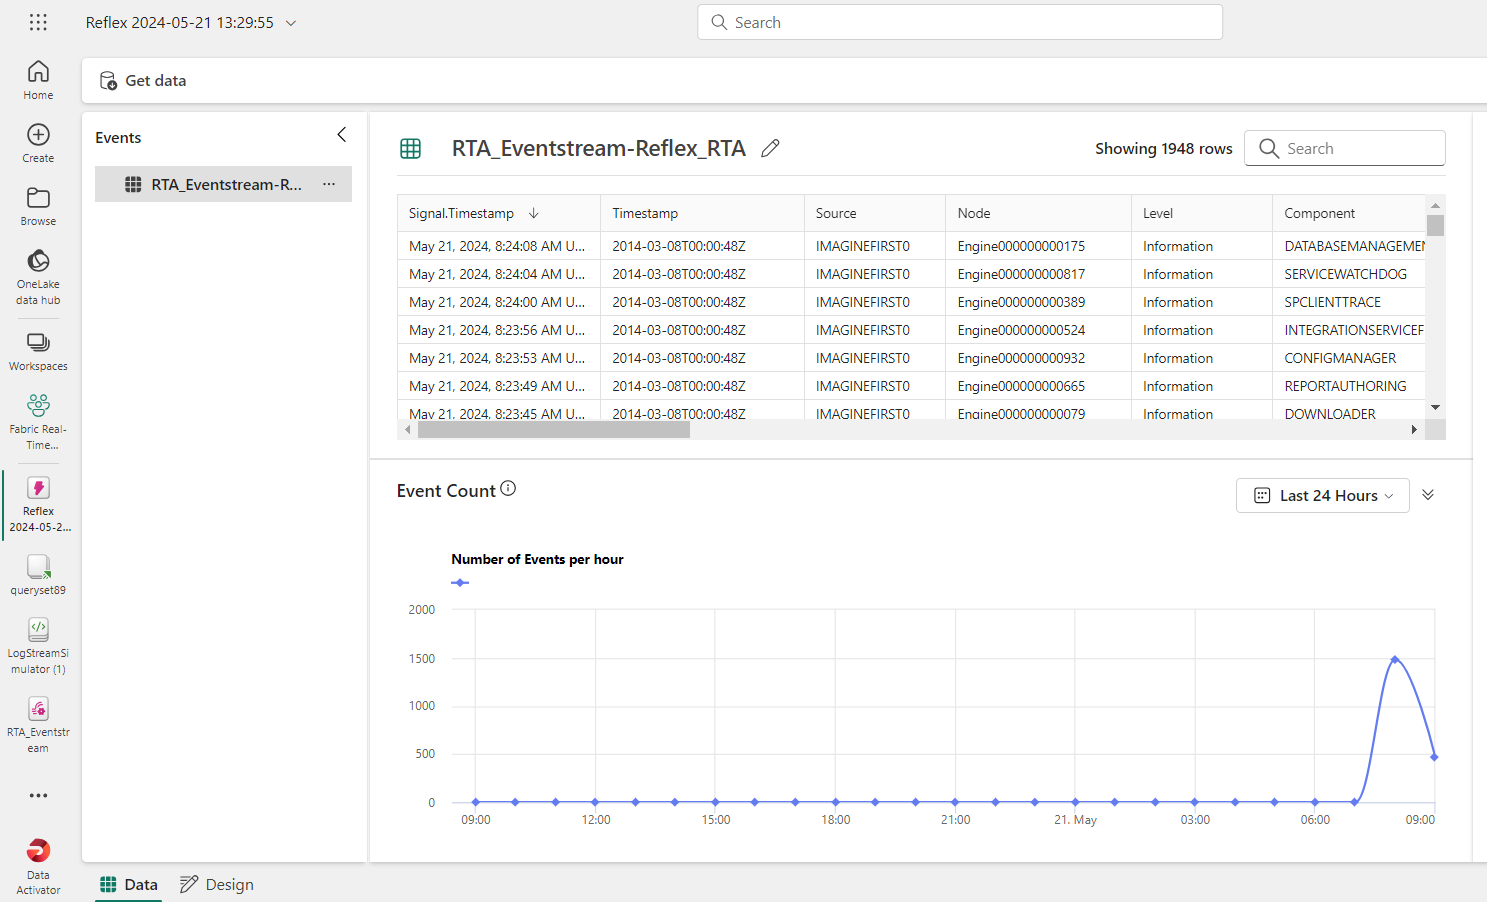 Reflex 2024-05-21 13:29:55
Search
Home
Create
Browse
OneLake
data hub
Workspaces
Fabric Real-
Time...
Reflex
2024-05-2...
queryset89
LogStreamSi
mulator (1)
RTA_Eventstr
eam
Data
Activator
Get data
Events
RTA_Eventstream-R...
RTA_Eventstream-Reflex_RTA
Showing 1948 rows
Search
Signal.Timestamp Timestamp Source Node Level Component
May 21, 2024, 8:24:08 AM U... 2014-03-08T00:00:48Z IMAGINEFIRST0 Engine000000000175 Information DATABASEMANAGEMEN
May 21, 2024, 8:24:04 AM U... 2014-03-08T00:00:48Z IMAGINEFIRST0 Engine000000000817 Information SERVICEWATCHDOG
May 21, 2024, 8:24:00 AM U... 2014-03-08T00:00:48Z IMAGINEFIRST0 Engine000000000389 Information SPCLIENTTRACE
May 21, 2024, 8:23:56 AM U... 2014-03-08T00:00:48Z IMAGINEFIRST0 Engine000000000524 Information INTEGRATIONSERVICEF
May 21, 2024, 8:23:53 AM U... 2014-03-08T00:00:48Z IMAGINEFIRST0 Engine000000000932 Information CONFIGMANAGER
May 21, 2024, 8:23:49 AM U... 2014-03-08T00:00:48Z IMAGINEFIRST0 Engine000000000665 Information REPORTAUTHORING
May 21, 2024, 8:23:45 AM U... 2014-03-08T00:00:48Z IMAGINEFIRST0 Engine000000000079 Information DOWNLOADER
Event Count
Last 24 Hours
Number of Events per hour
2000
1500
1000
500
0
09:00 12:00 15:00 18:00 21:00 21. May 03:00 06:00 09:00
Data Design